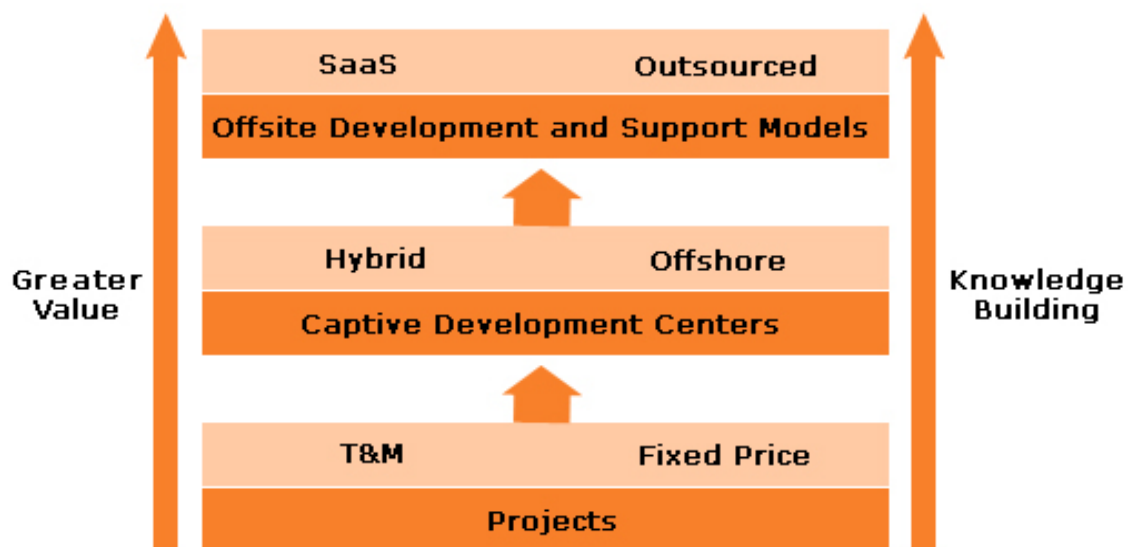 SaaS Outsourced
Offsite Development and Support Models
Greater
Value
Hybrid Offshore
Captive Development Centers
Knowledge
Building
T&M Fixed Price
Projects